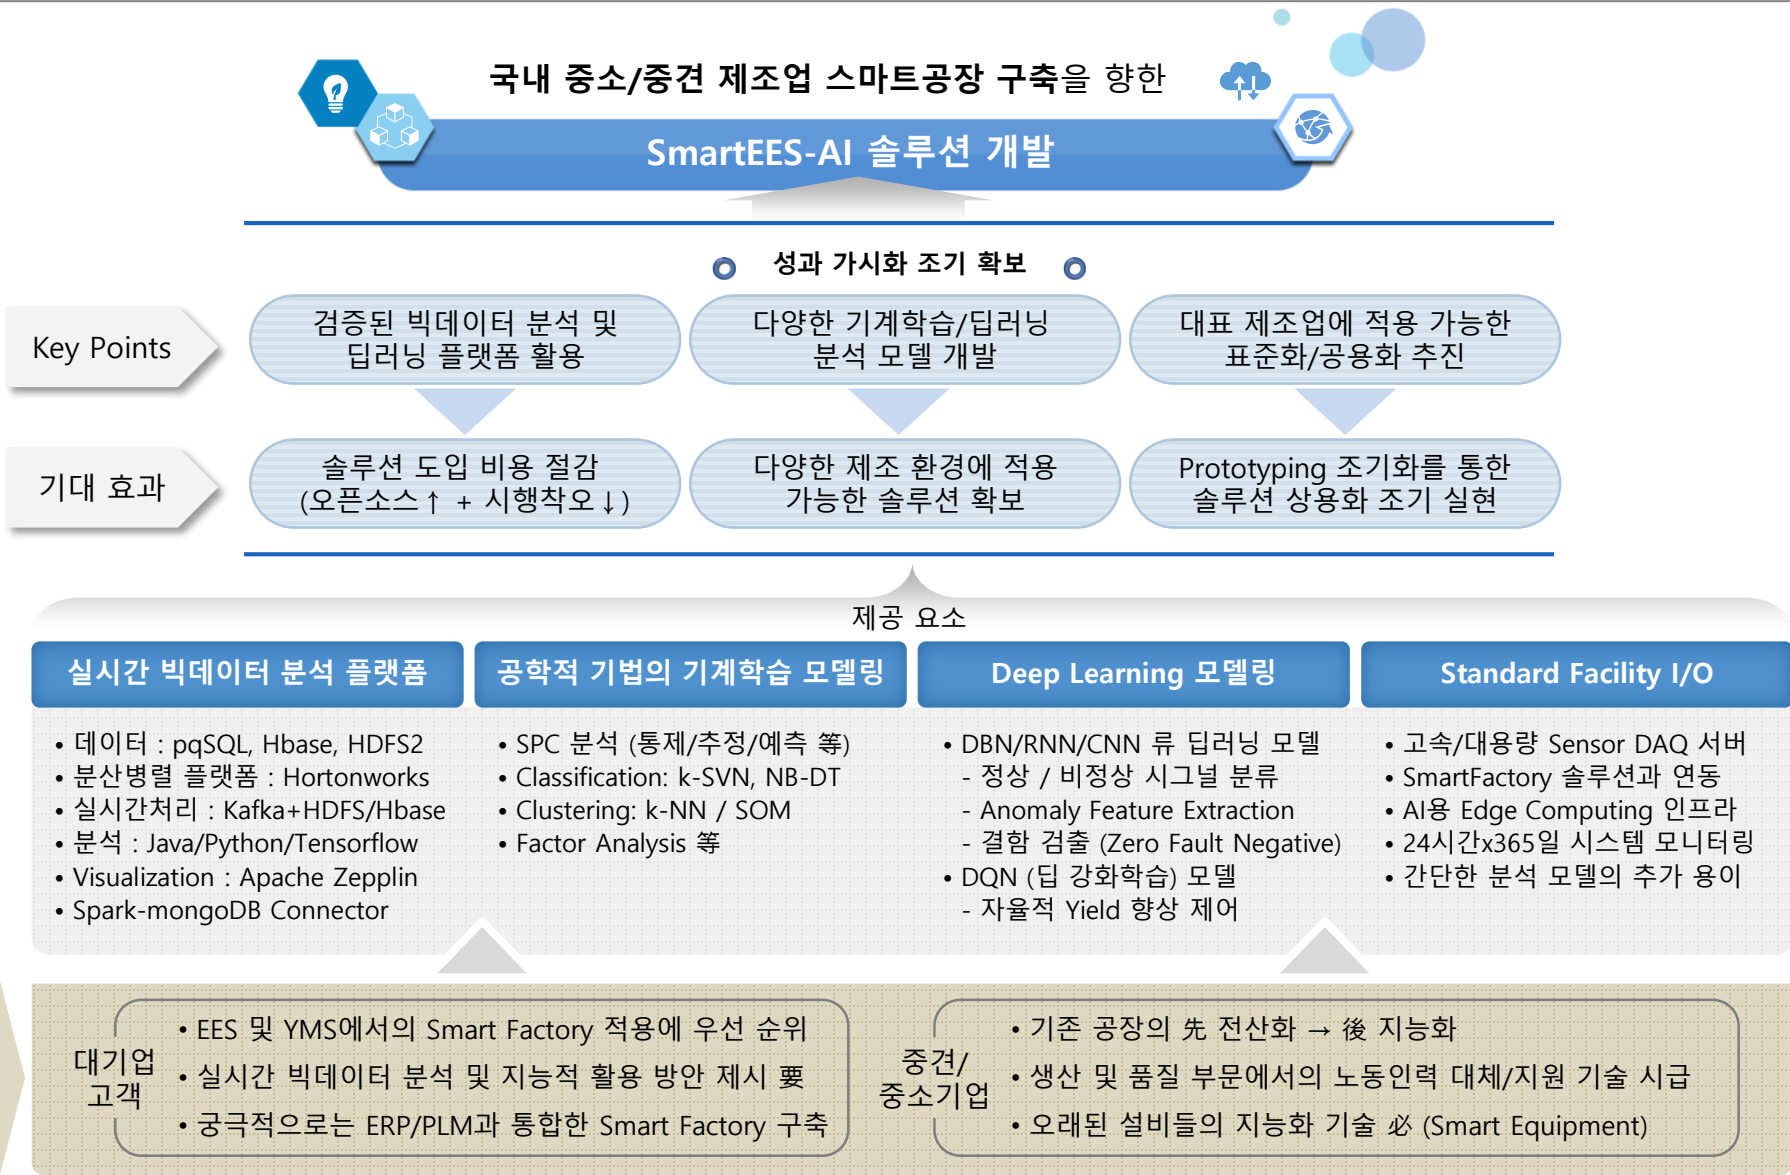 국내 중소/중견 제조업 스마트공장 구축을 향한
SmartEES-AI 솔루션 개발
성과 가시화 조기 확보
Key Points
검증된 빅데이터 분석 및
딥러닝 플랫폼 활용
다양한 기계학습/딥러닝
분석 모델 개발
대표 제조업에 적용 가능한
표준화/공용화 추진
기대 효과
솔루션 도입 비용 절감
(오픈소스↑ + 시행착오↓)
다양한 제조 환경에 적용
가능한 솔루션 확보
Prototyping 조기화를 통한
솔루션 상용화 조기 실현
제공 요소
실시간 빅데이터 분석 플랫폼
• 데이터 : pqSQL, Hbase, HDFS2
• 분산병렬 플랫폼 : Hortonworks
• 실시간처리 : Kafka+HDFS/Hbase
• 분석 : Java/Python/Tensorflow
• Visualization : Apache Zepplin
• Spark-mongoDB Connector
공학적 기법의 기계학습 모델링
• SPC 분석 (통제/추정/예측 等)
• Classification: k-SVN, NB-DT
• Clustering: k-NN / SOM
• Factor Analysis 等
Deep Learning 모델링
• DBN/RNN/CNN 류 딥러닝 모델
- 정상 / 비정상 시그널 분류
- Anomaly Feature Extraction
- 결함 검출 (Zero Fault Negative)
• DQN (딥 강화학습) 모델
- 자율적 Yield 향상 제어
Standard Facility I/O
• 고속/대용량 Sensor DAQ 서버
• SmartFactory 솔루션과 연동
• AI용 Edge Computing 인프라
• 24시간x365일 시스템 모니터링
• 간단한 분석 모델의 추가 용이
대기업
고객
• EES 및 YMS에서의 Smart Factory 적용에 우선 순위
• 실시간 빅데이터 분석 및 지능적 활용 방안 제시 要
• 궁극적으로는 ERP/PLM과 통합한 Smart Factory 구축
중견/
중소기업
• 기존 공장의 先 전산화 → 後 지능화
• 생산 및 품질 부문에서의 노동인력 대체/지원 기술 시급
• 오래된 설비들의 지능화 기술 必 (Smart Equipment)